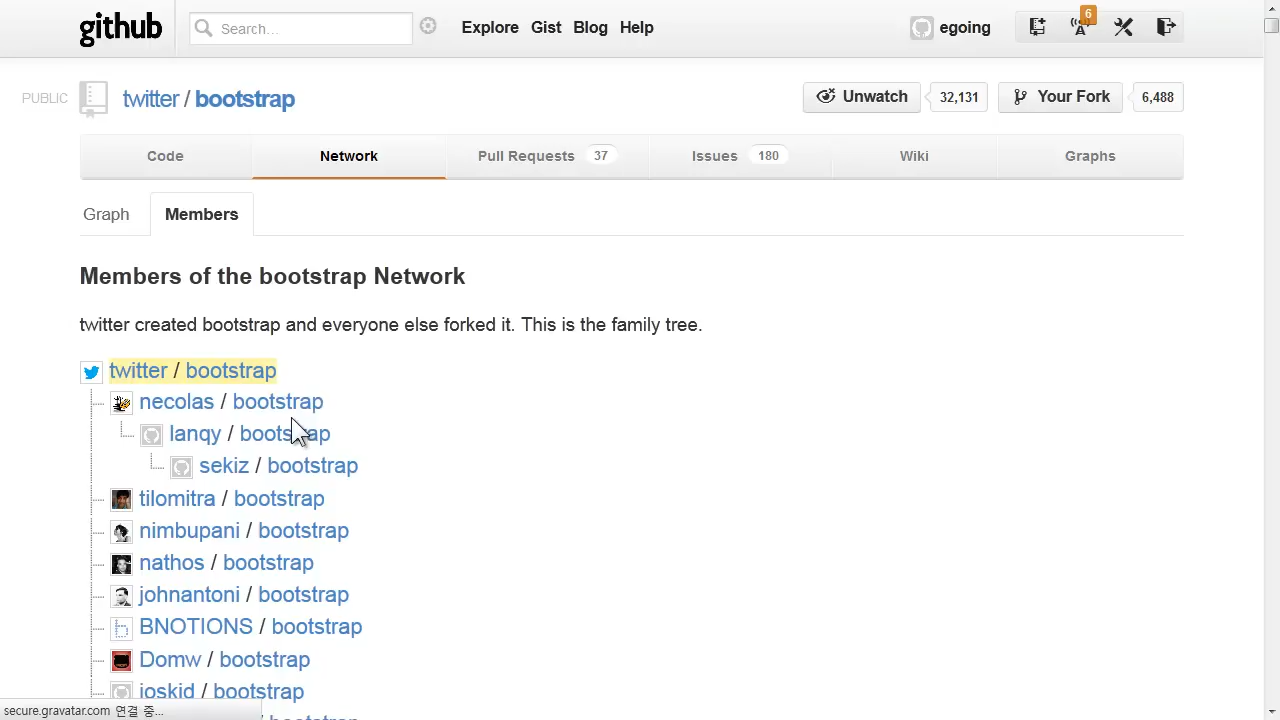 github Search... Explore Gist Blog Help egoing 6
PUBLIC twitter / bootstrap Unwatch 32,131 Your Fork 6,488
Code Network Pull Requests 37 Issues 180 Wiki Graphs
Graph Members
Members of the bootstrap Network
twitter created bootstrap and everyone else forked it. This is the family tree.
twitter / bootstrap
necolas / bootstrap
lanqy / bootstrap
sekiz / bootstrap
tilomitra / bootstrap
nimbupani / bootstrap
nathos / bootstrap
johnantoni / bootstrap
BNOTIONS / bootstrap
Domw / bootstrap
joskid / bootstrap
/ bootstrap
secure.gravatar.com 연결 중...